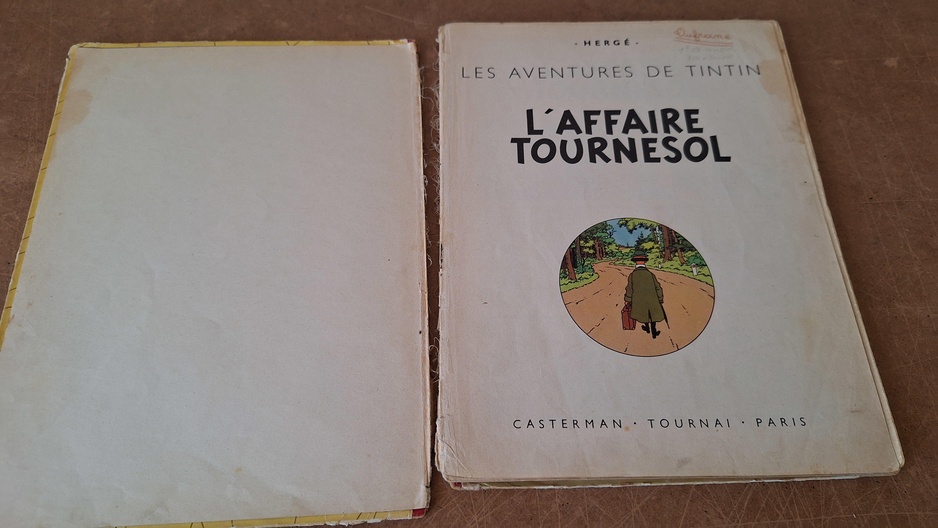 - HERGÉ -
LES AVENTURES DE TINTIN
L'AFFAIRE
TOURNESOL
CASTERMAN · TOURNAI · PARIS